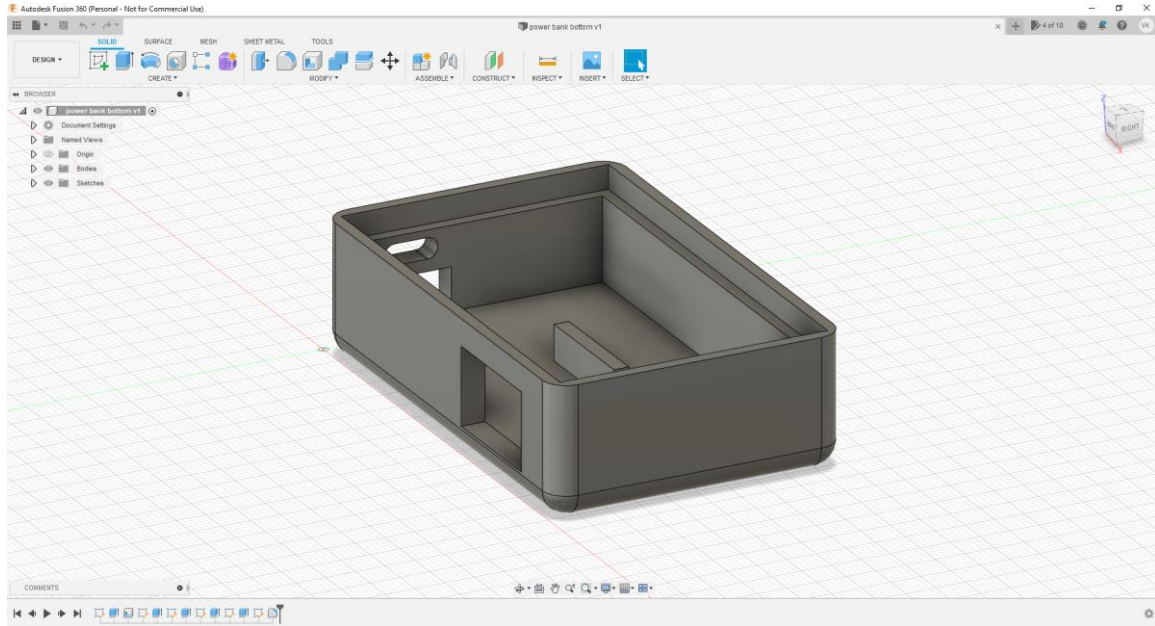 Autodesk Fusion 360 (Personal - Not for Commercial Use)
power bank bottom v1
4 of 10
VK
SOLID SURFACE MESH SHEET METAL TOOLS
DESIGN
CREATE MODIFY ASSEMBLE CONSTRUCT INSPECT INSERT SELECT
BROWSER
power bank bottom v1
Document Settings
Named Views
Origin
Bodies
Sketches
Z
RIGHT
X
COMMENTS